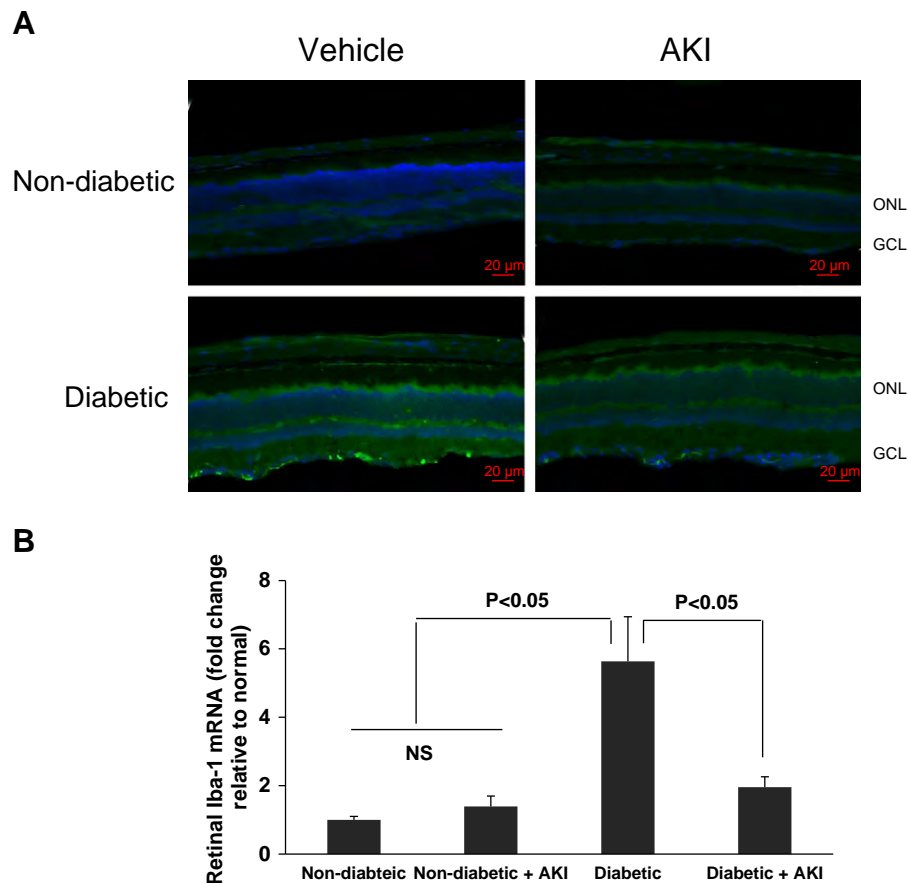 A
Vehicle
AKI
Non-diabetic
ONL
GCL
20 µm
20 µm
Diabetic
ONL
GCL
20 µm
20 µm
B
Retinal Iba-1 mRNA (fold change
relative to normal)
8
6
4
2
0
P<0.05
P<0.05
NS
Non-diabteic
Non-diabetic + AKI
Diabetic
Diabetic + AKI